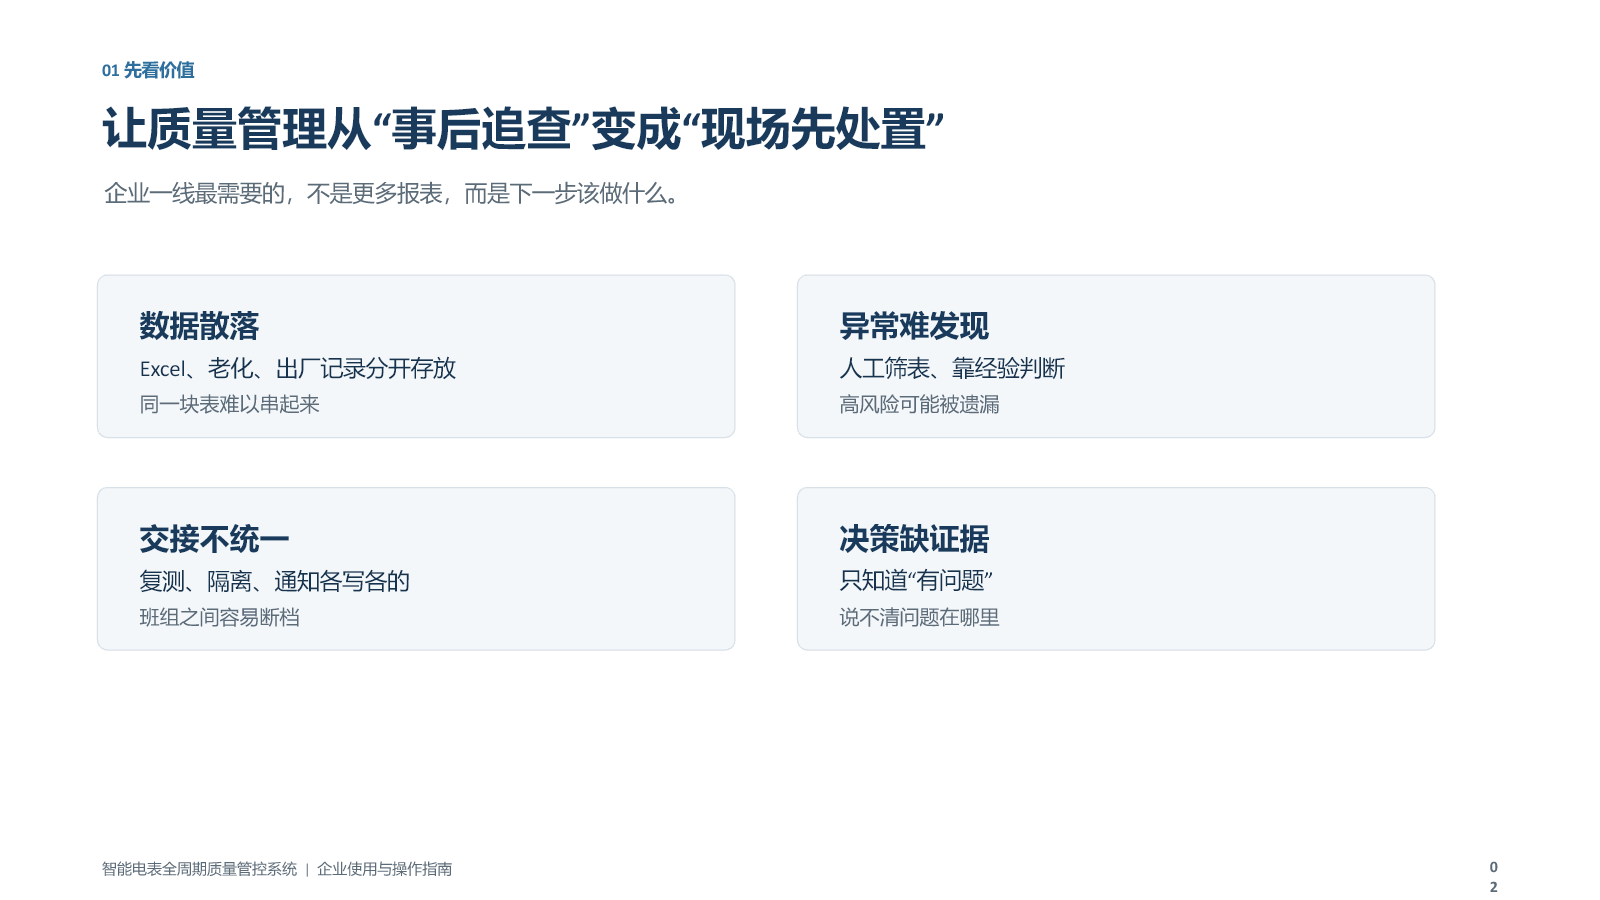 01 先看价值
让质量管理从“事后追查”变成“现场先处置”
企业一线最需要的，不是更多报表，而是下一步该做什么。
数据散落
Excel、老化、出厂记录分开存放
同一块表难以串起来
异常难发现
人工筛表、靠经验判断
高风险可能被遗漏
交接不统一
复测、隔离、通知各写各的
班组之间容易断档
决策缺证据
只知道“有问题”
说不清问题在哪里
智能电表全周期质量管控系统 | 企业使用与操作指南
0
2